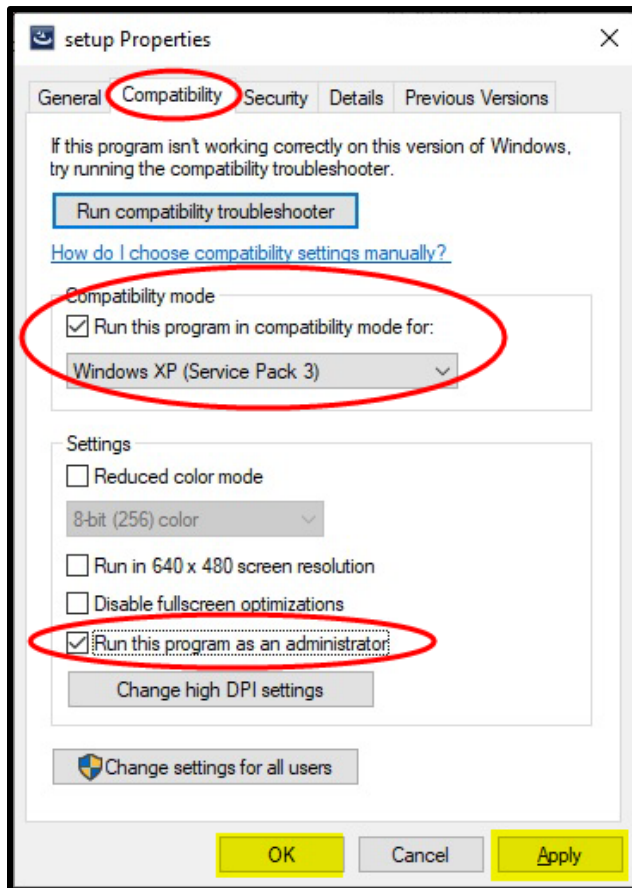 setup Properties
General Compatibility Security Details Previous Versions
If this program isn't working correctly on this version of Windows,
try running the compatibility troubleshooter.
Run compatibility troubleshooter
How do I choose compatibility settings manually?
Compatibility mode
Run this program in compatibility mode for:
Windows XP (Service Pack 3)
Settings
Reduced color mode
8-bit (256) color
Run in 640 x 480 screen resolution
Disable fullscreen optimizations
Run this program as an administrator
Change high DPI settings
Change settings for all users
OK Cancel Apply